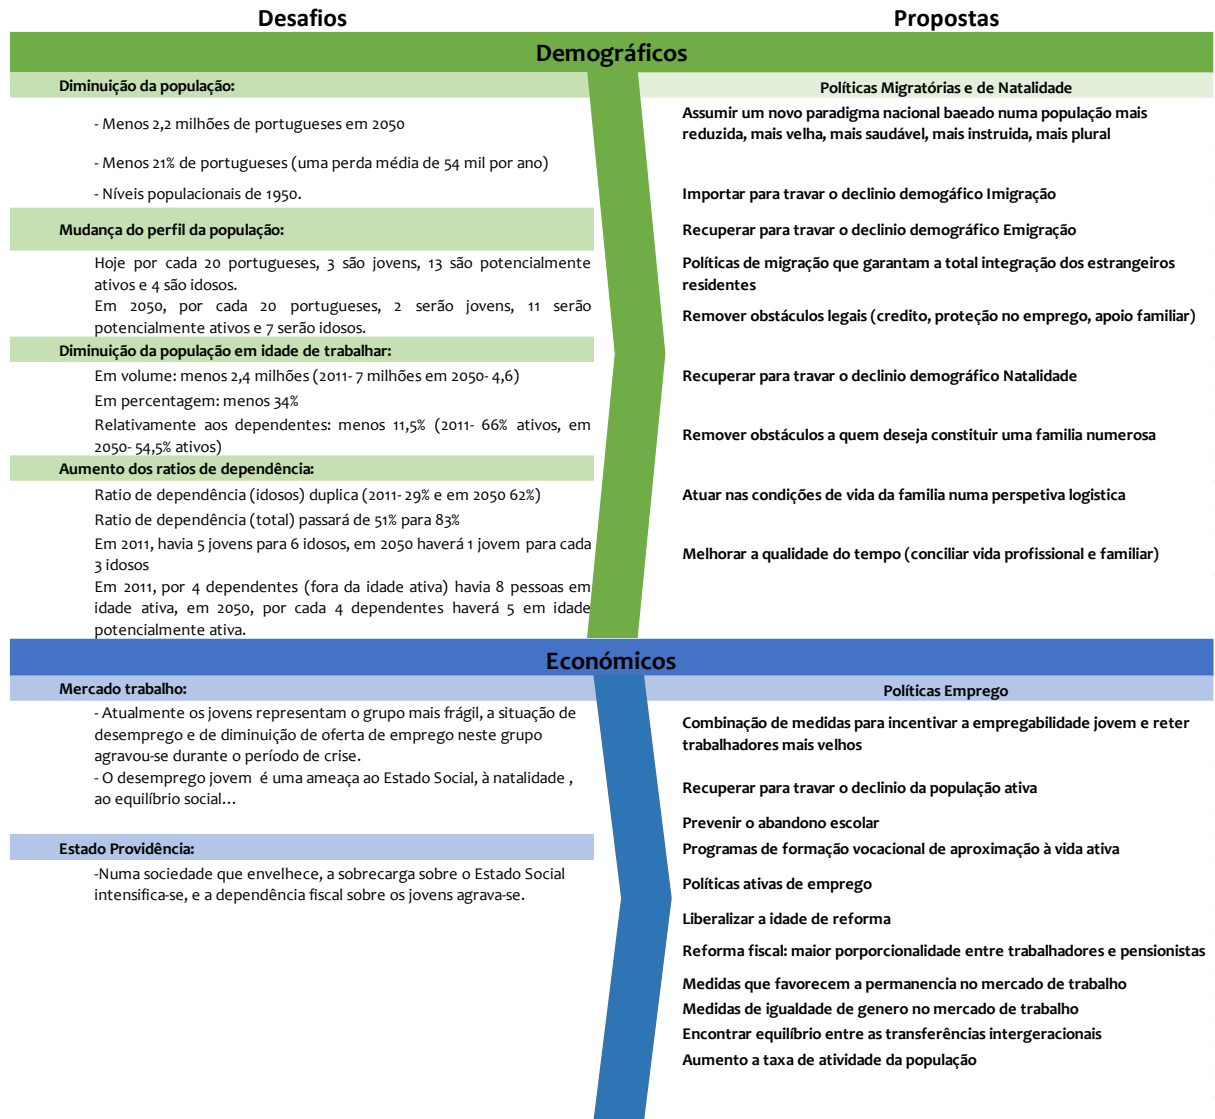 Desafios
Propostas
Demográficos
Diminuição da população:
- Menos 2,2 milhões de portugueses em 2050
- Menos 21% de portugueses (uma perda média de 54 mil por ano)
- Níveis populacionais de 1950.
Mudança do perfil da população:
Hoje por cada 20 portugueses, 3 são jovens, 13 são potencialmente
ativos e 4 são idosos.
Em 2050, por cada 20 portugueses, 2 serão jovens, 11 serão
potencialmente ativos e 7 serão idosos.
Diminuição da população em idade de trabalhar:
Em volume: menos 2,4 milhões (2011- 7 milhões em 2050- 4,6)
Em percentagem: menos 34%
Relativamente aos dependentes: menos 11,5% (2011- 66% ativos, em
2050- 54,5% ativos)
Aumento dos ratios de dependência:
Ratio de dependência (idosos) duplica (2011- 29% e em 2050 62%)
Ratio de dependência (total) passará de 51% para 83%
Em 2011, havia 5 jovens para 6 idosos, em 2050 haverá 1 jovem para cada
3 idosos
Em 2011, por 4 dependentes (fora da idade ativa) havia 8 pessoas em
idade ativa, em 2050, por cada 4 dependentes haverá 5 em idade
potencialmente ativa.
Políticas Migratórias e de Natalidade
Assumir um novo paradigma nacional baeado numa população mais
reduzida, mais velha, mais saudável, mais instruida, mais plural
Importar para travar o declinio demogáfico Imigração
Recuperar para travar o declinio demográfico Emigração
Políticas de migração que garantam a total integração dos estrangeiros
residentes
Remover obstáculos legais (credito, proteção no emprego, apoio familiar)
Recuperar para travar o declinio demográfico Natalidade
Remover obstáculos a quem deseja constituir uma familia numerosa
Atuar nas condições de vida da familia numa perspetiva logistica
Melhorar a qualidade do tempo (conciliar vida profissional e familiar)
Económicos
Mercado trabalho:
- Atualmente os jovens representam o grupo mais frágil, a situação de
desemprego e de diminuição de oferta de emprego neste grupo
agravou-se durante o período de crise.
- O desemprego jovem é uma ameaça ao Estado Social, à natalidade ,
ao equilíbrio social...
Estado Providência:
-Numa sociedade que envelhece, a sobrecarga sobre o Estado Social
intensifica-se, e a dependência fiscal sobre os jovens agrava-se.
Políticas Emprego
Combinação de medidas para incentivar a empregabilidade jovem e reter
trabalhadores mais velhos
Recuperar para travar o declinio da população ativa
Prevenir o abandono escolar
Programas de formação vocacional de aproximação à vida ativa
Políticas ativas de emprego
Liberalizar a idade de reforma
Reforma fiscal: maior porporcionalidade entre trabalhadores e pensionistas
Medidas que favorecem a permanencia no mercado de trabalho
Medidas de igualdade de genero no mercado de trabalho
Encontrar equilíbrio entre as transferências intergeracionais
Aumento a taxa de atividade da população